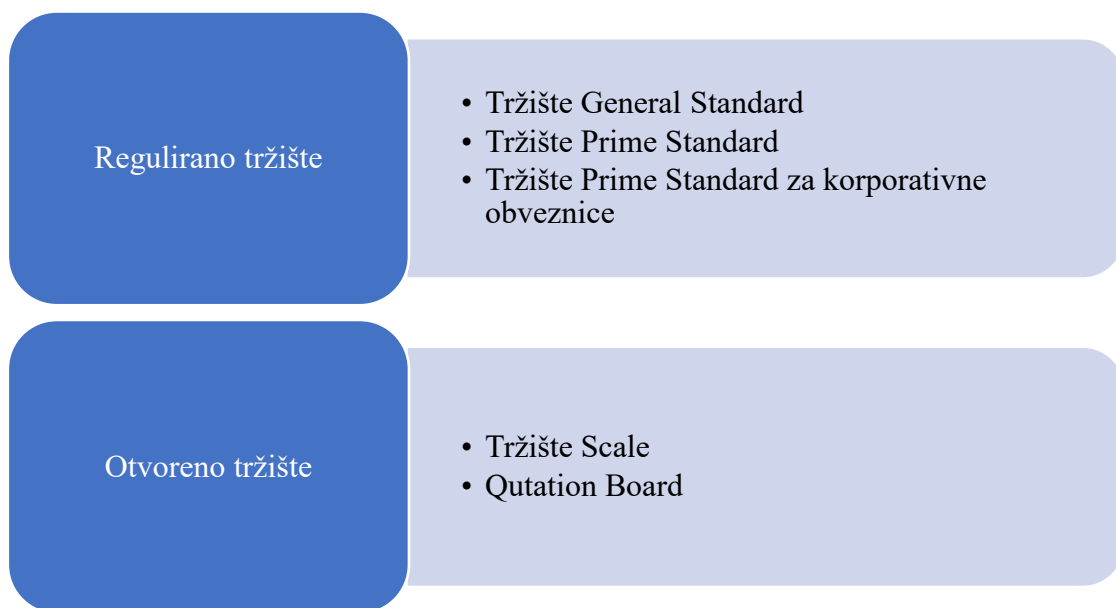 Regulirano tržište
• Tržište General Standard
• Tržište Prime Standard
• Tržište Prime Standard za korporativne
obveznice
Otvoreno tržište
• Tržište Scale
• Qutation Board